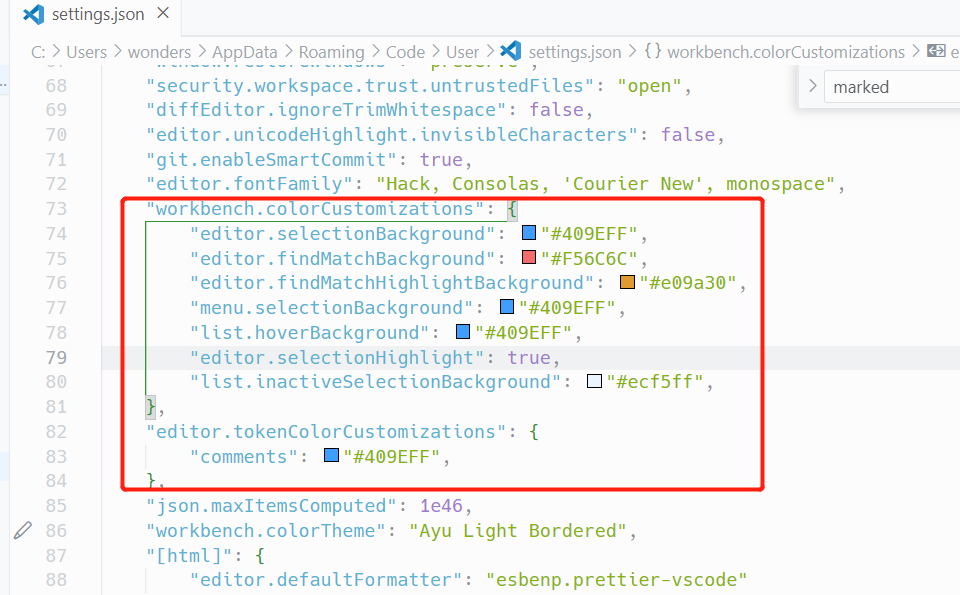 settings.json
C: > Users > wonders > AppData > Roaming > Code > User > settings.json > {} workbench.colorCustomizations > e
marked
68 "security.workspace.trust.untrustedFiles": "open",
69 "diffEditor.ignoreTrimWhitespace": false,
70 "editor.unicodeHighlight.invisibleCharacters": false,
71 "git.enableSmartCommit": true,
72 "editor.fontFamily": "Hack, Consolas, 'Courier New', monospace",
73 "workbench.colorCustomizations": {
74 "editor.selectionBackground": "#409EFF",
75 "editor.findMatchBackground": "#F56C6C",
76 "editor.findMatchHighlightBackground": "#e09a30",
77 "menu.selectionBackground": "#409EFF",
78 "list.hoverBackground": "#409EFF",
79 "editor.selectionHighlight": true,
80 "list.inactiveSelectionBackground": "#ecf5ff",
81 },
82 "editor.tokenColorCustomizations": {
83 "comments": "#409EFF",
84 },
85 "json.maxItemsComputed": 1e46,
86 "workbench.colorTheme": "Ayu Light Bordered",
87 "[html]": {
88 "editor.defaultFormatter": "esbenp.prettier-vscode"